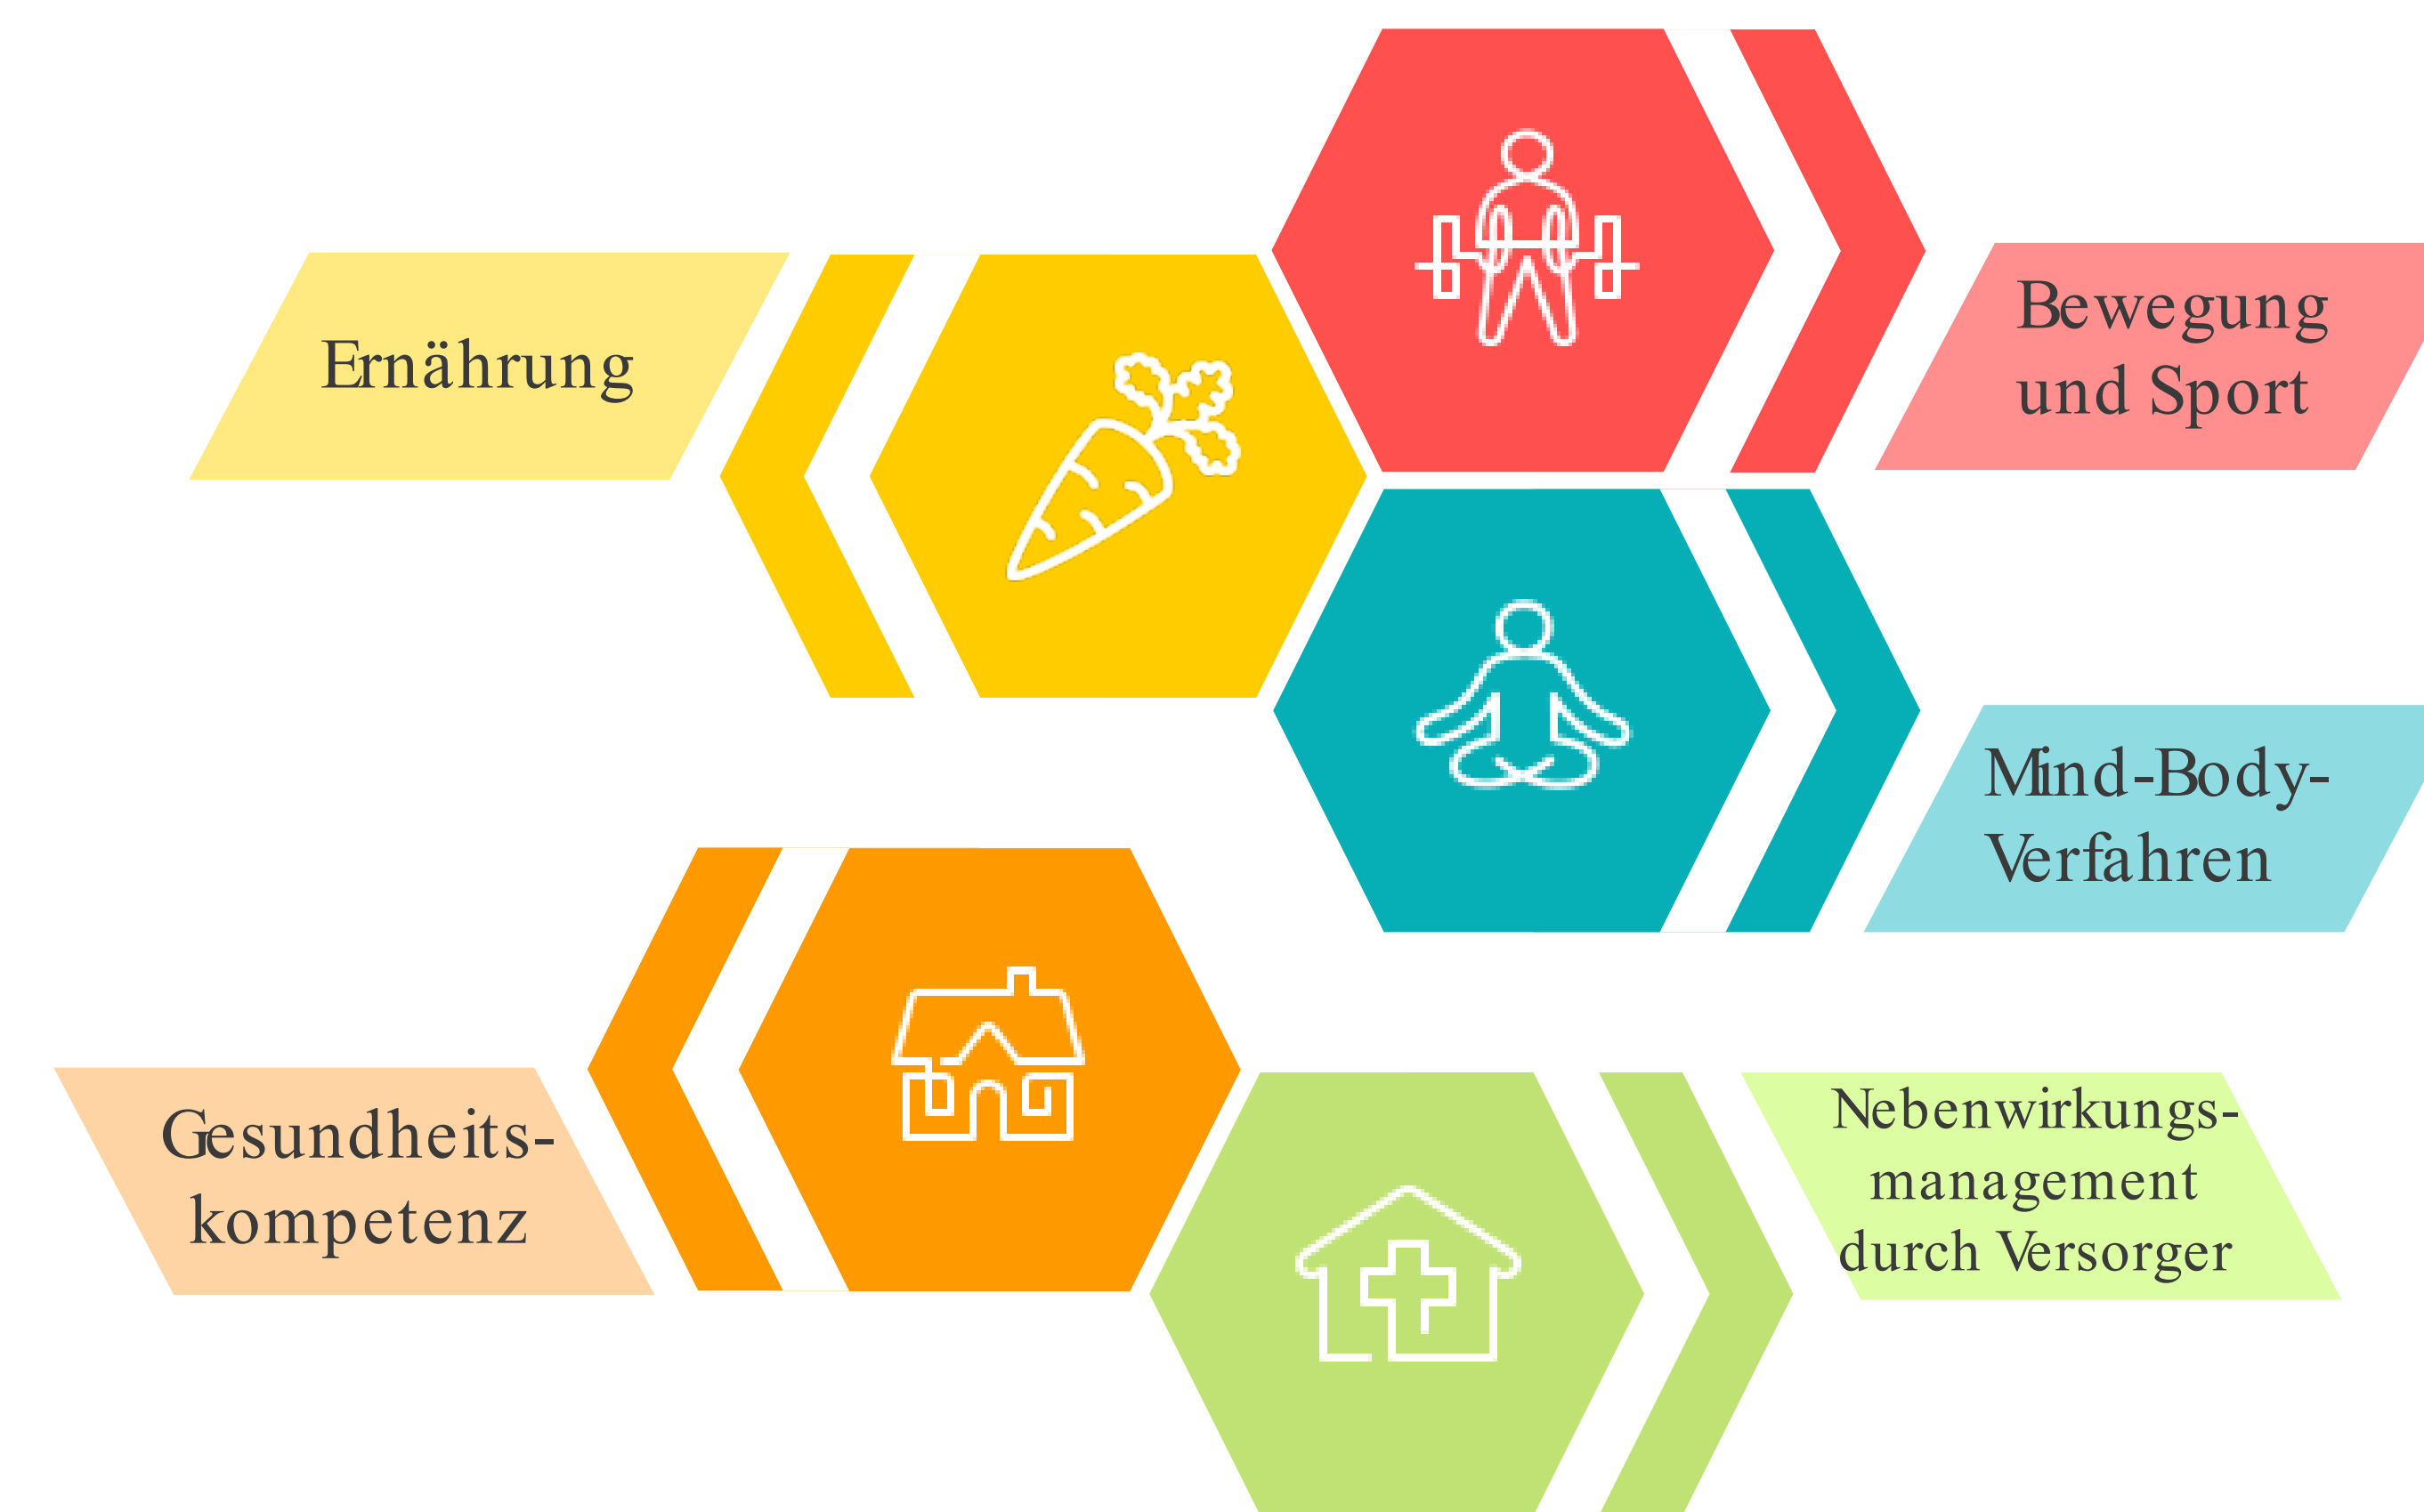 Ernährung
Bewegung
und Sport
Mind-Body-
Verfahren
Gesundheits-
kompetenz
Nebenwirkungs-
management
durch Versorger